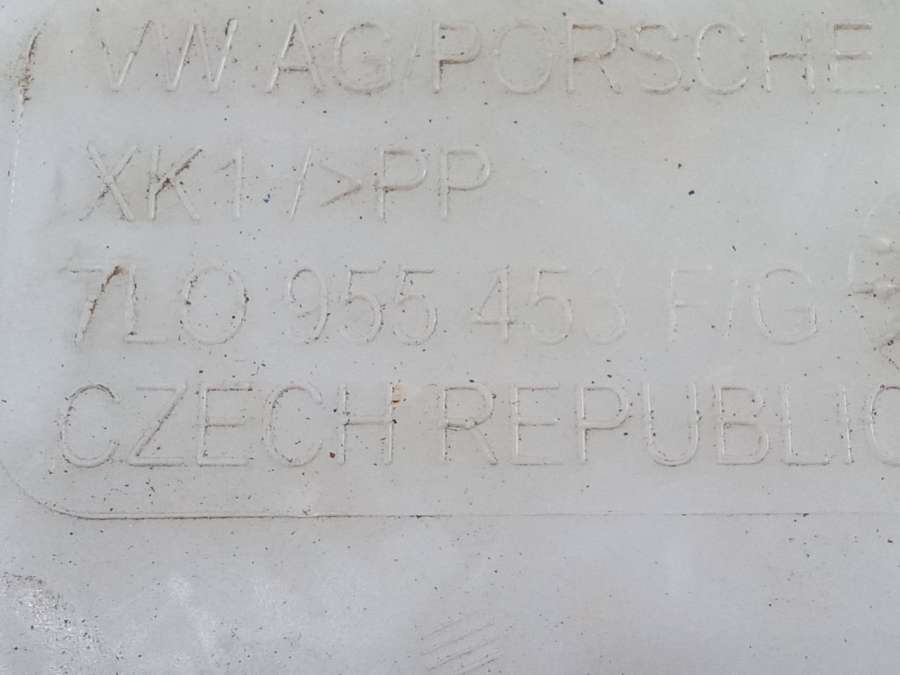 VW AG/PORSCHE
XK1-/>PP
7L0 955 453 F/G
CZECH REPUBLIC